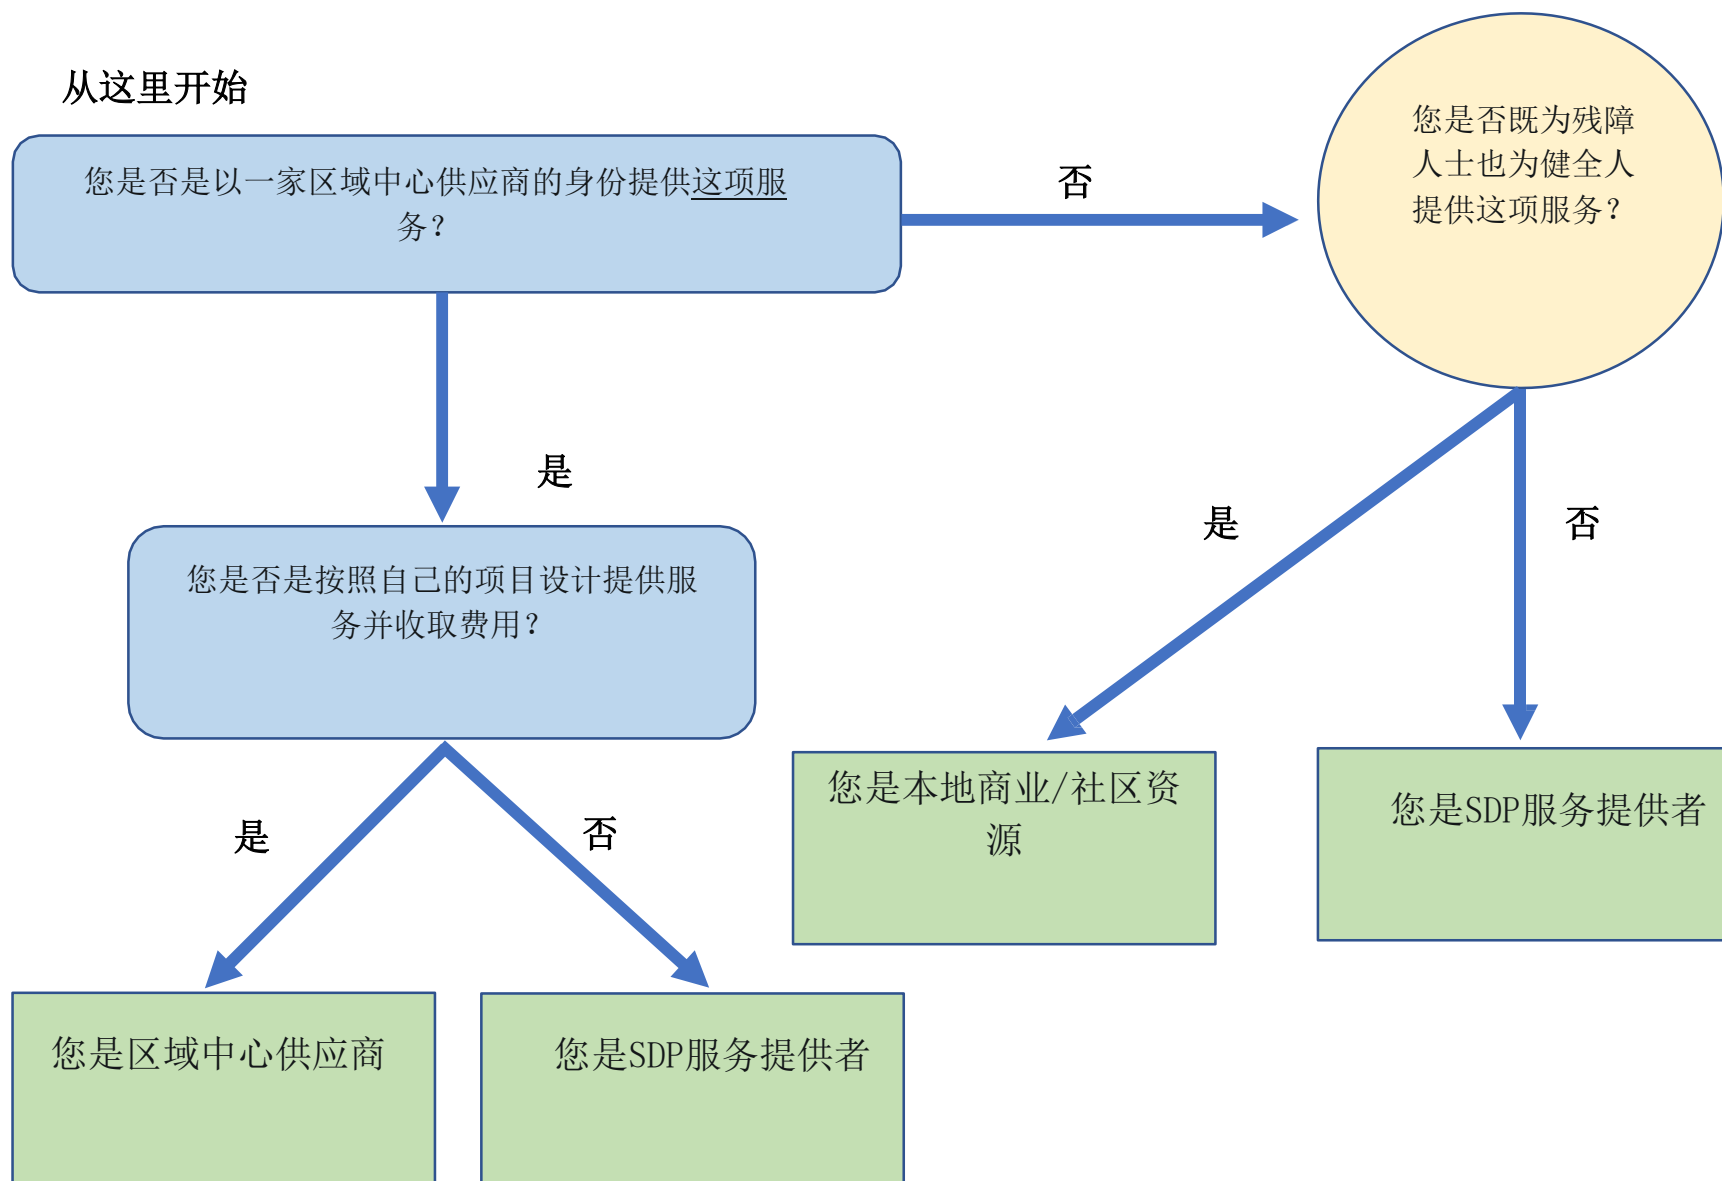 从这里开始
您是否是以一家区域中心供应商的身份提供这项服
务？
否
您是否既为残障
人士也为健全人
提供这项服务？
是
您是否是按照自己的项目设计提供服
务并收取费用？
是
否
您是本地商业/社区资
源
您是SDP服务提供者
是
否
您是区域中心供应商
您是SDP服务提供者